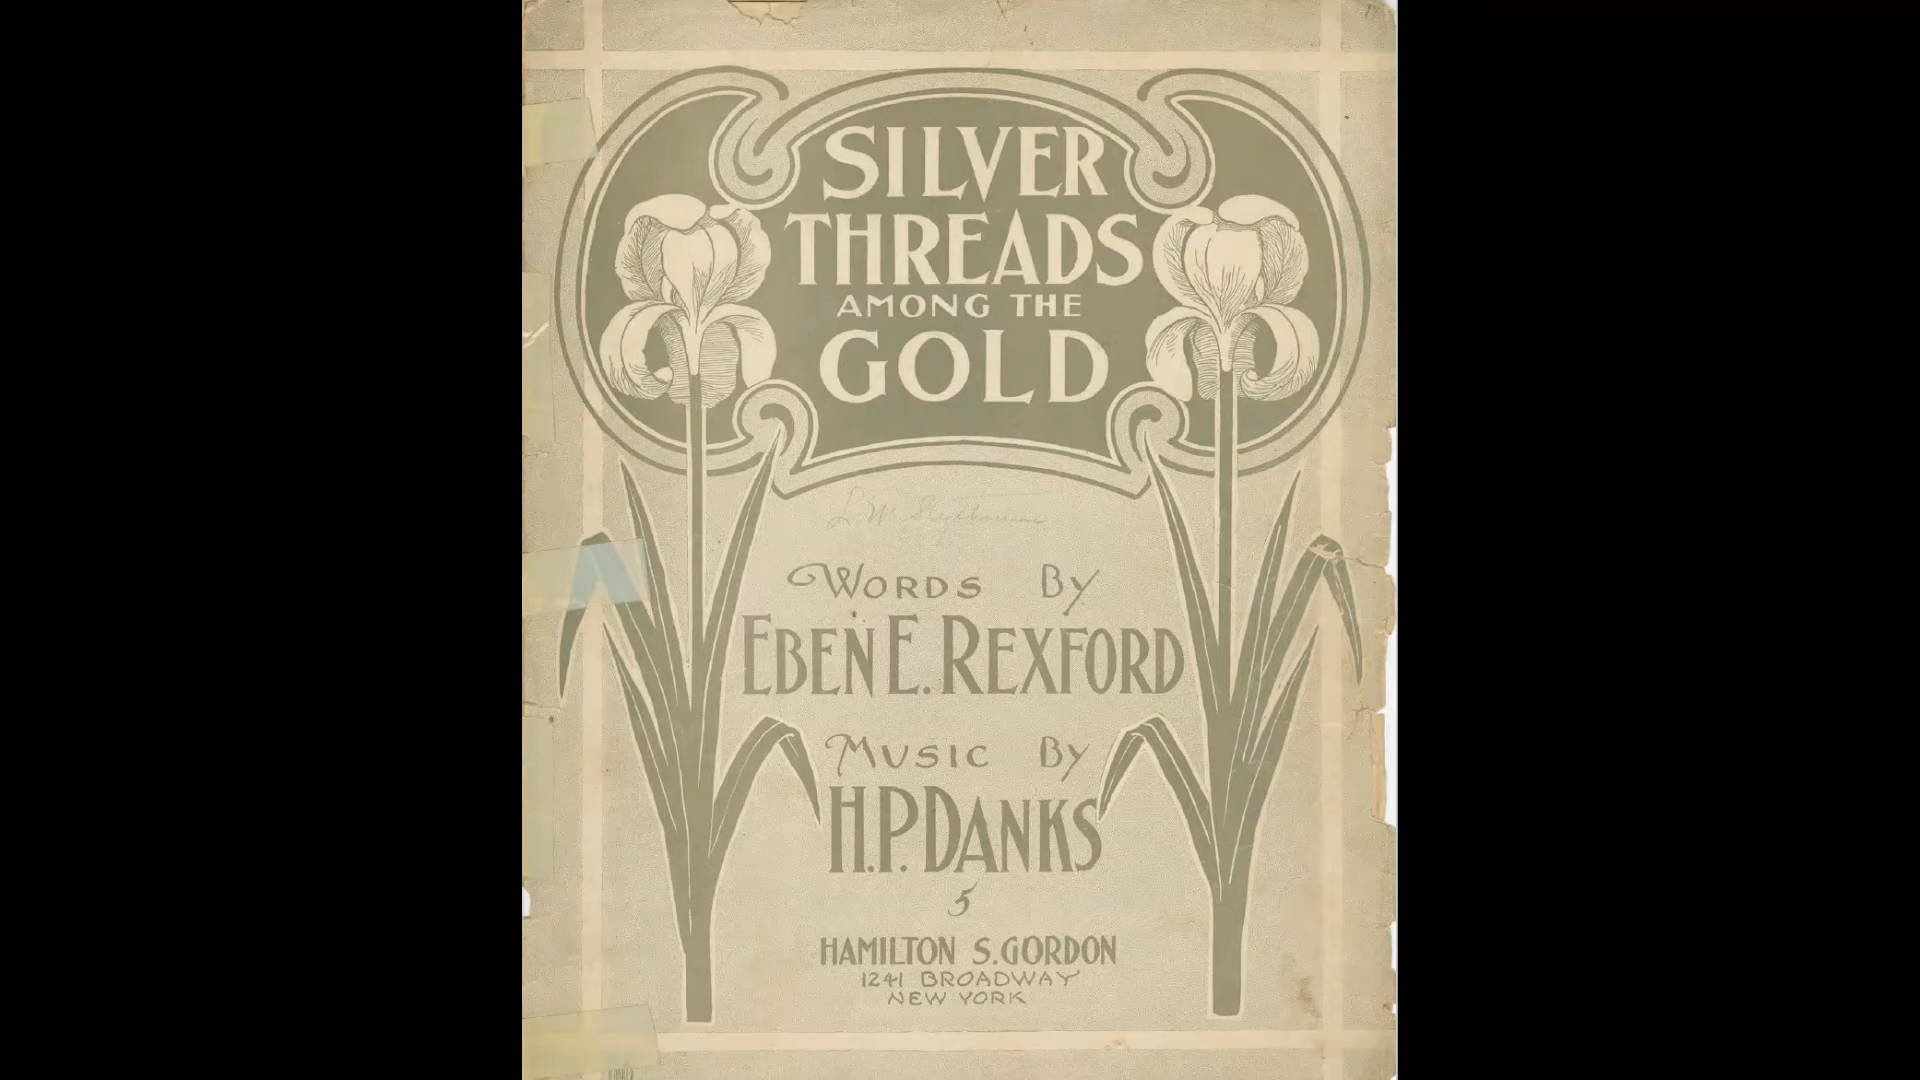 SILVER
THREADS
AMONG THE
GOLD
WORDS BY
EBEN E. REXFORD
MUSIC BY
H.P. DANKS
5
HAMILTON S. GORDON
1241 BROADWAY
NEW YORK